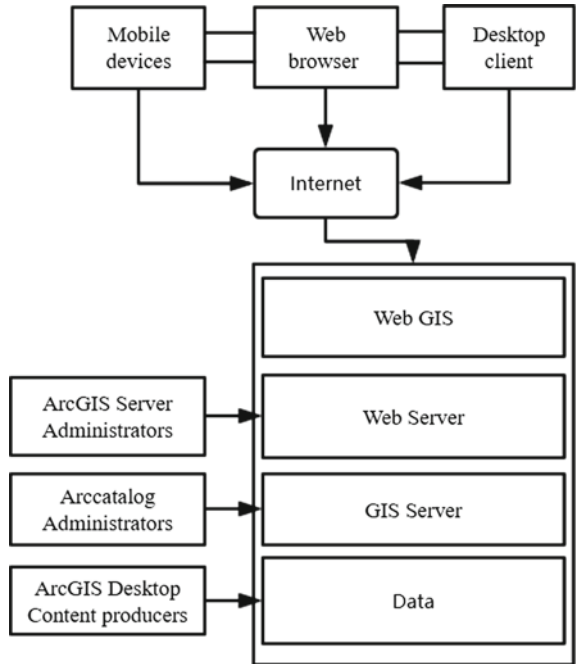 Mobile
devices
Web
browser
Desktop
client
Internet
Web GIS
ArcGIS Server
Administrators
Web Server
Arccatalog
Administrators
GIS Server
ArcGIS Desktop
Content producers
Data